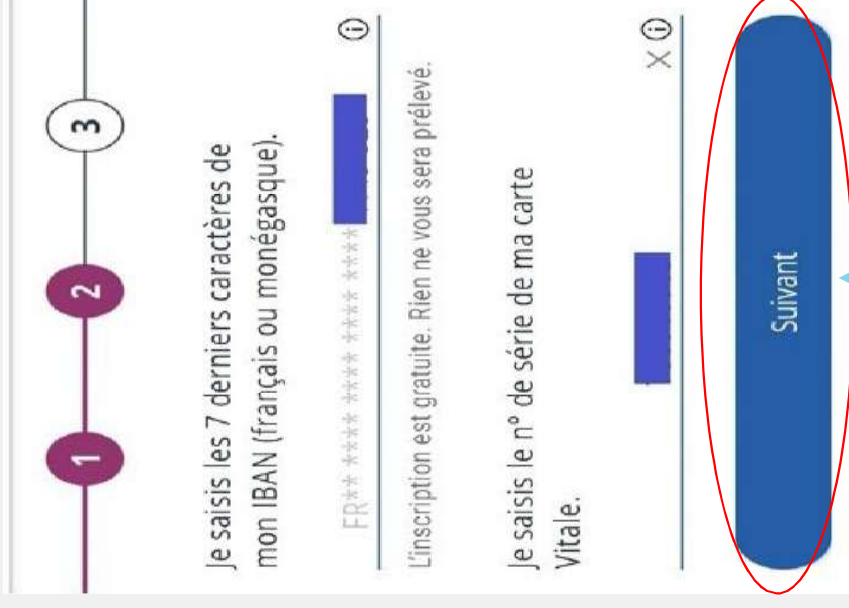 1 2 3
Je saisis les 7 derniers caractères de
mon IBAN (français ou monégasque).
FR** **** **** **** ****
L'inscription est gratuite. Rien ne vous sera prélevé.
Je saisis le nº de série de ma carte
Vitale.
X
Suivant